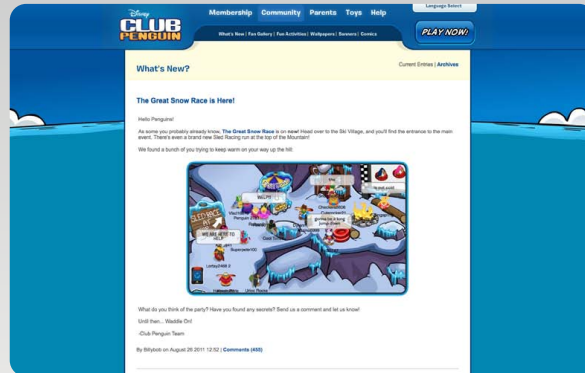 Language Select
Disney
CLUB PENGUIN
Membership Community Parents Toys Help
What's New? | Fan Gallery | Fun Activities | Wallpapers | Banners | Comics
PLAY NOW!
What's New?
Current Entries | Archives
The Great Snow Race is Here!
Hello Penguins!
As some you probably already know, The Great Snow Race is on now! Head over to the Ski Village, and you'll find the entrance to the main
event. There's even a brand new Sled Racing run at the top of the Mountain!
We found a bunch of you trying to keep warm on your way up the hill:
SLED RACE
WE ARE HERE TO
HELP
What do you think of the party? Have you found any secrets? Send us a comment and let us know!
Until then... Waddle On!
-Club Penguin Team
By Billybob on August 26 2011 12:52 | Comments (455)